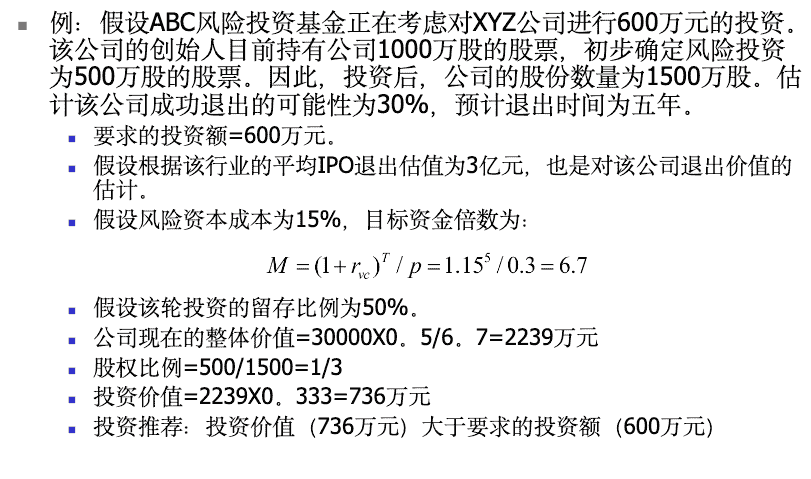 例：假设ABC风险投资基金正在考虑对XYZ公司进行600万元的投资。
该公司的创始人目前持有公司1000万股的股票，初步确定风险投资
为500万股的股票。因此，投资后，公司的股份数量为1500万股。估
计该公司成功退出的可能性为30%，预计退出时间为五年。
要求的投资额=600万元。
假设根据该行业的平均IPO退出估值为3亿元，也是对该公司退出价值的
估计。
假设风险资本成本为15%，目标资金倍数为：
M = (1+r_vc)^T / p = 1.15^5 / 0.3 = 6.7
假设该轮投资的留存比例为50%。
公司现在的整体价值=30000X0。5/6。7=2239万元
股权比例=500/1500=1/3
投资价值=2239X0。333=736万元
投资推荐：投资价值（736万元）大于要求的投资额（600万元）